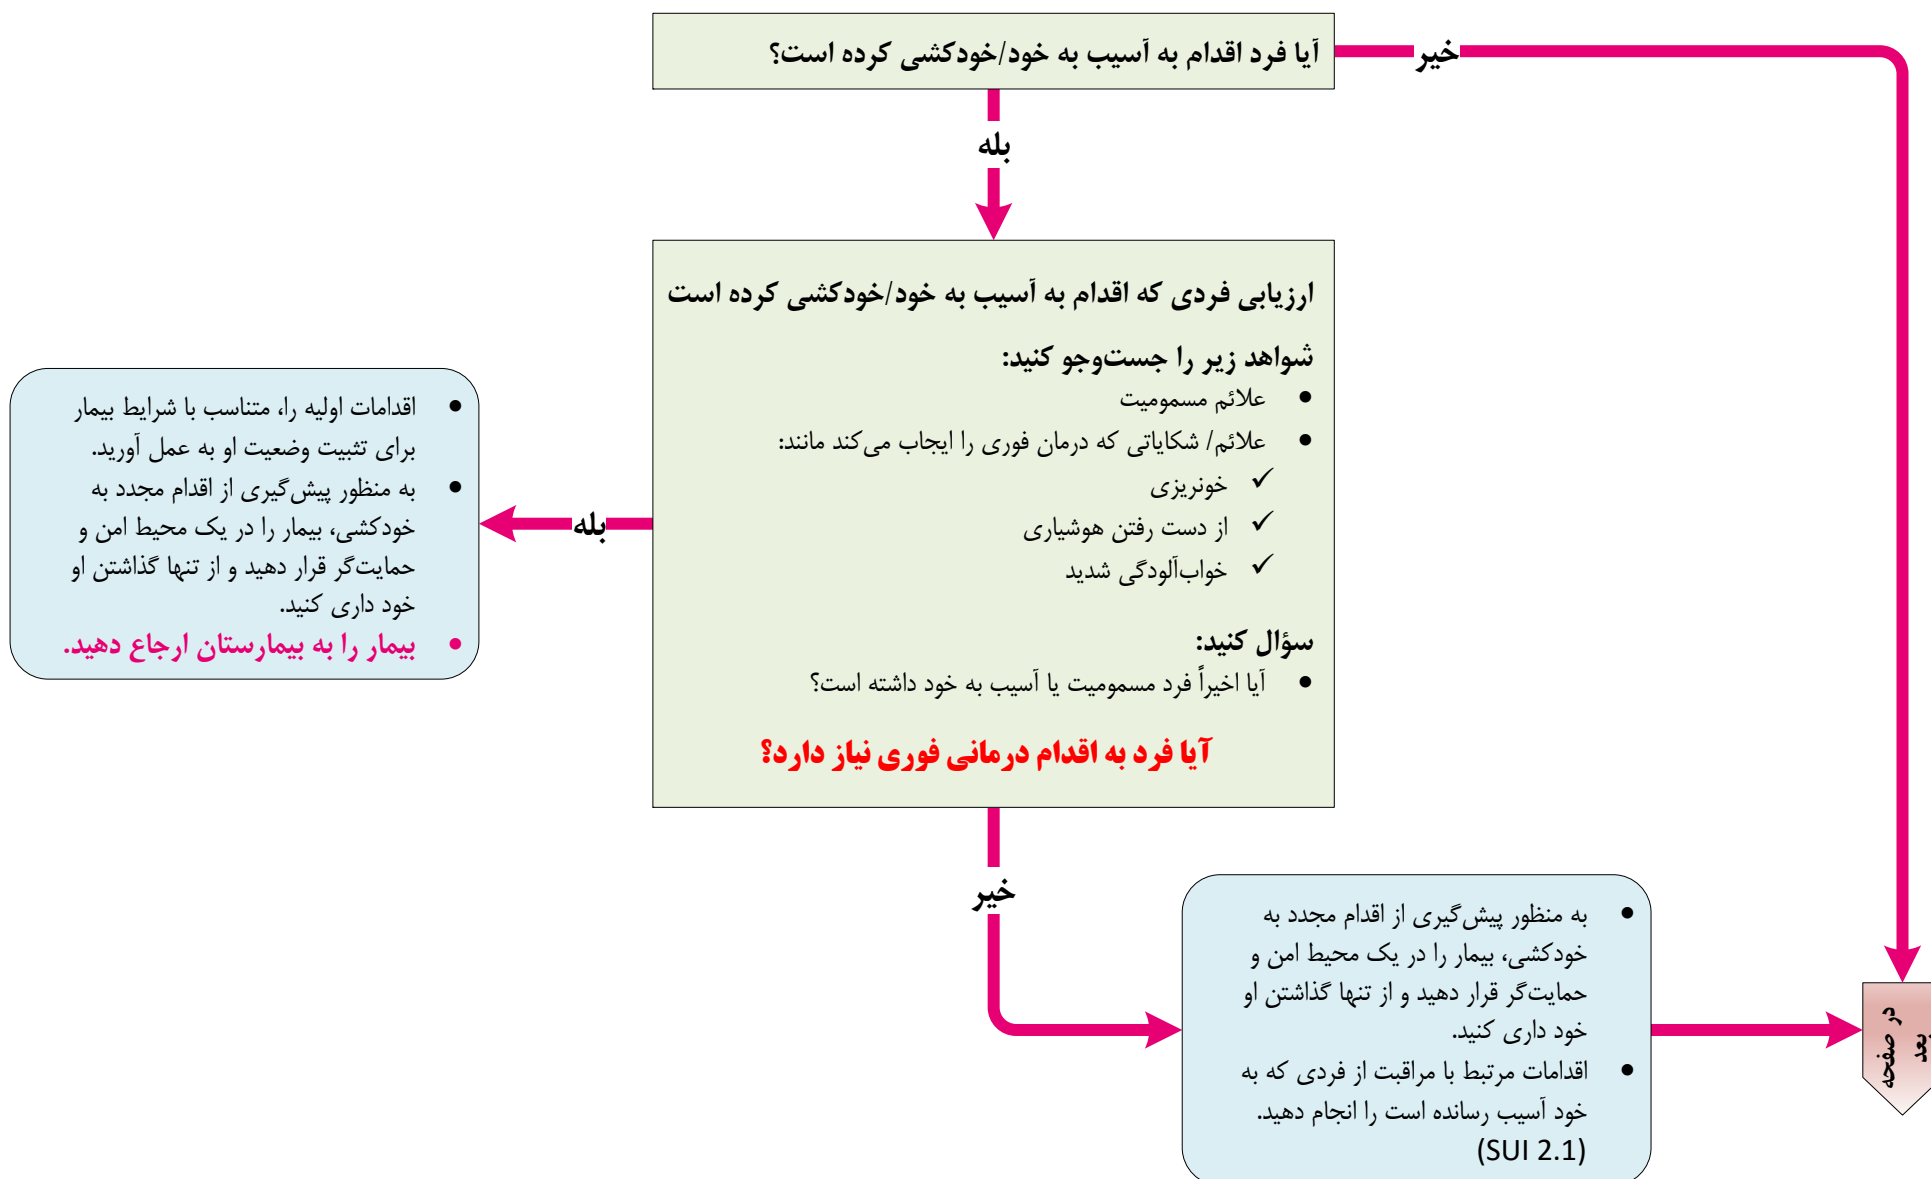 آیا فرد اقدام به آسیب به خود/خودکشی کرده است؟
خیر
بله
ارزیابی فردی که اقدام به آسیب به خود/خودکشی کرده است
شواهد زیر را جست‌وجو کنید:
● علائم مسمومیت
● علائم/ شکایاتی که درمان فوری را ایجاب می‌کند مانند:
✓ خونریزی
✓ از دست رفتن هوشیاری
✓ خواب‌آلودگی شدید
سؤال کنید:
● آیا اخیراً فرد مسمومیت یا آسیب به خود داشته است؟
آیا فرد به اقدام درمانی فوری نیاز دارد؟
بله
● اقدامات اولیه را، متناسب با شرایط بیمار
برای تثبیت وضعیت او به عمل آورید.
● به منظور پیش‌گیری از اقدام مجدد به
خودکشی، بیمار را در یک محیط امن و
حمایت‌گر قرار دهید و از تنها گذاشتن او
خود داری کنید.
● بیمار را به بیمارستان ارجاع دهید.
خیر
● به منظور پیش‌گیری از اقدام مجدد به
خودکشی، بیمار را در یک محیط امن و
حمایت‌گر قرار دهید و از تنها گذاشتن او
خود داری کنید.
● اقدامات مرتبط با مراقبت از فردی که به
خود آسیب رسانده است را انجام دهید.
(SUI 2.1)
در صفحه
بعد